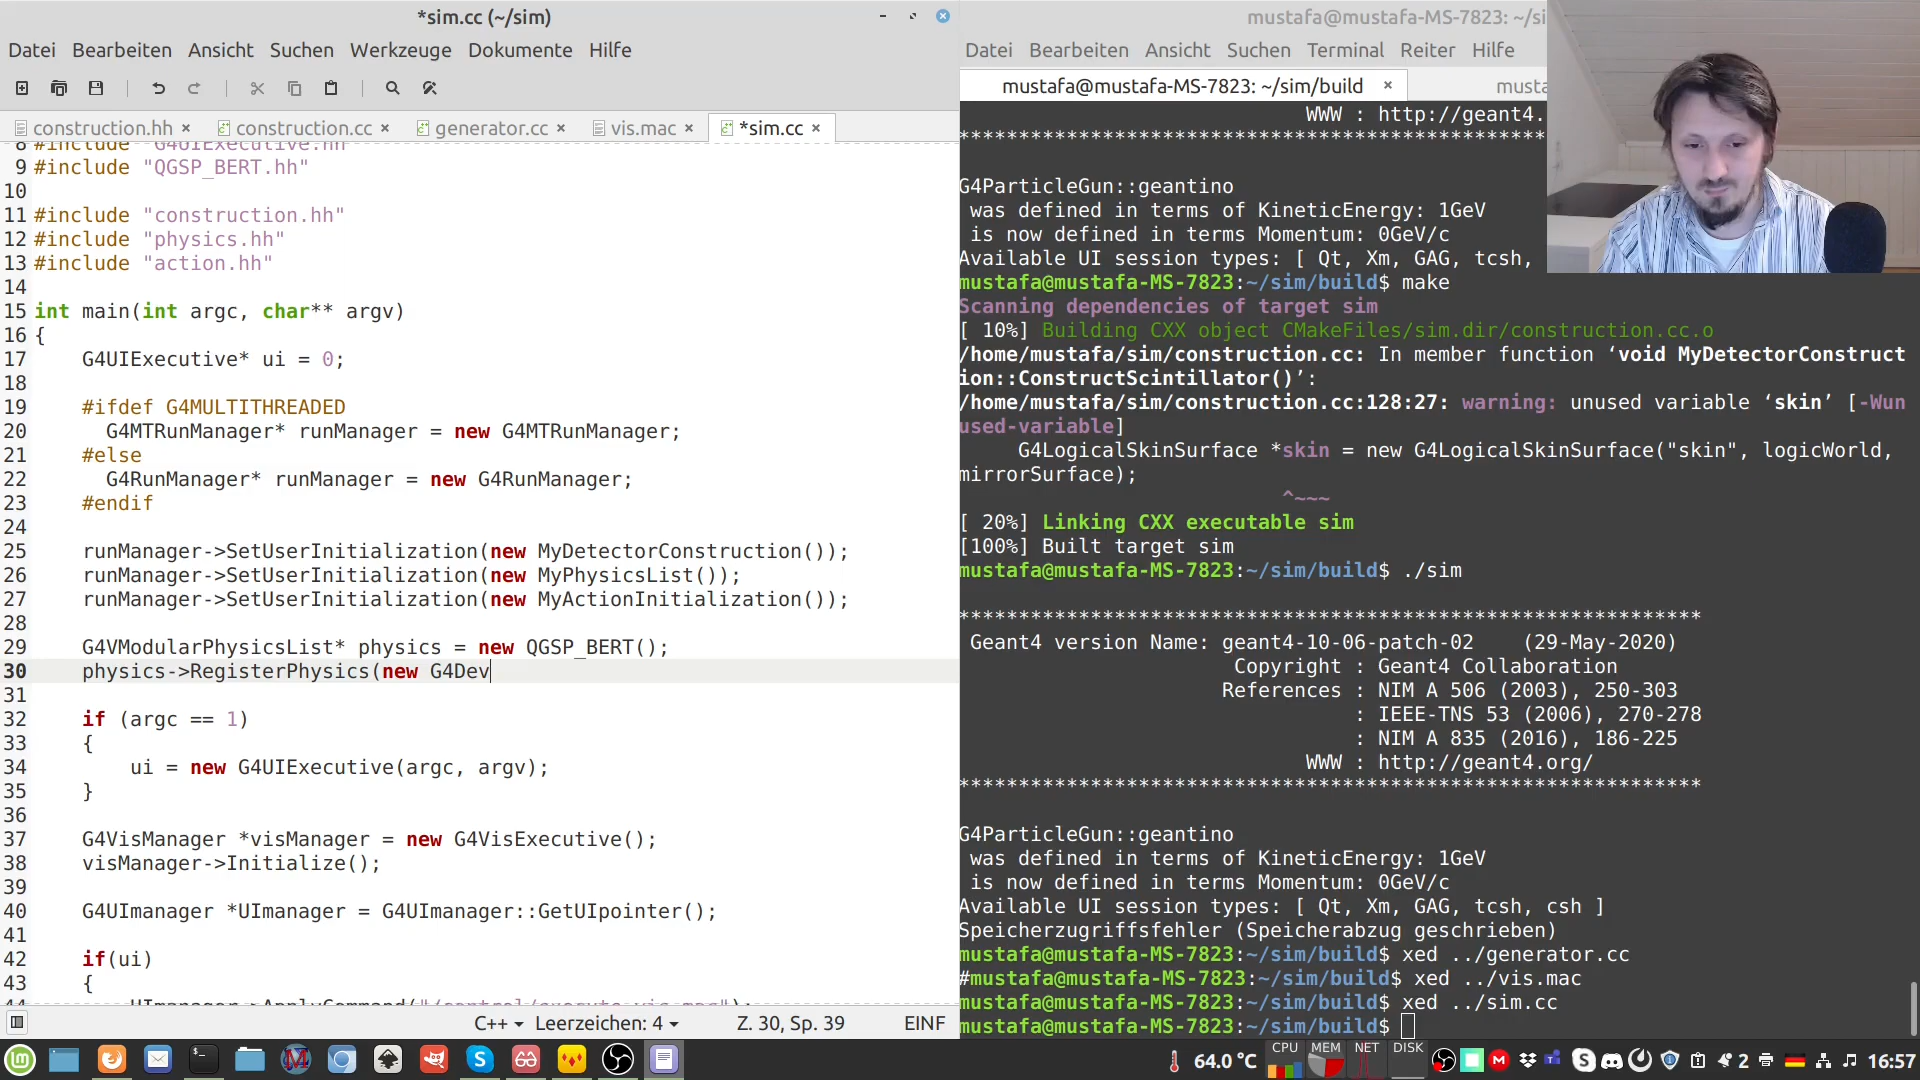 *sim.cc (~/sim)
Datei Bearbeiten Ansicht Suchen Werkzeuge Dokumente Hilfe
construction.hh × construction.cc × generator.cc × vis.mac × *sim.cc ×
8 #include "G4UIExecutive.hh"
9 #include "QGSP_BERT.hh"
10
11 #include "construction.hh"
12 #include "physics.hh"
13 #include "action.hh"
14
15 int main(int argc, char** argv)
16 {
17 G4UIExecutive* ui = 0;
18
19 #ifdef G4MULTITHREADED
20 G4MTRunManager* runManager = new G4MTRunManager;
21 #else
22 G4RunManager* runManager = new G4RunManager;
23 #endif
24
25 runManager->SetUserInitialization(new MyDetectorConstruction());
26 runManager->SetUserInitialization(new MyPhysicsList());
27 runManager->SetUserInitialization(new MyActionInitialization());
28
29 G4VModularPhysicsList* physics = new QGSP_BERT();
30 physics->RegisterPhysics(new G4Dev
31
32 if (argc == 1)
33 {
34 ui = new G4UIExecutive(argc, argv);
35 }
36
37 G4VisManager *visManager = new G4VisExecutive();
38 visManager->Initialize();
39
40 G4UImanager *UImanager = G4UImanager::GetUIpointer();
41
42 if(ui)
43 {
C++ Leerzeichen: 4 Z. 30, Sp. 39 EINF
mustafa@mustafa-MS-7823: ~/si
Datei Bearbeiten Ansicht Suchen Terminal Reiter Hilfe
mustafa@mustafa-MS-7823: ~/sim/build × musta
WWW : http://geant4.
*************************************************
G4ParticleGun::geantino
was defined in terms of KineticEnergy: 1GeV
is now defined in terms Momentum: 0GeV/c
Available UI session types: [ Qt, Xm, GAG, tcsh,
mustafa@mustafa-MS-7823:~/sim/build$ make
Scanning dependencies of target sim
[ 10%] Building CXX object CMakeFiles/sim.dir/construction.cc.o
/home/mustafa/sim/construction.cc: In member function ‘void MyDetectorConstruct
ion::ConstructScintillator()’:
/home/mustafa/sim/construction.cc:128:27: warning: unused variable ‘skin’ [-Wun
used-variable]
G4LogicalSkinSurface *skin = new G4LogicalSkinSurface("skin", logicWorld,
mirrorSurface);
^~~~
[ 20%] Linking CXX executable sim
[100%] Built target sim
mustafa@mustafa-MS-7823:~/sim/build$ ./sim
**************************************************************
Geant4 version Name: geant4-10-06-patch-02 (29-May-2020)
Copyright : Geant4 Collaboration
References : NIM A 506 (2003), 250-303
: IEEE-TNS 53 (2006), 270-278
: NIM A 835 (2016), 186-225
WWW : http://geant4.org/
**************************************************************
G4ParticleGun::geantino
was defined in terms of KineticEnergy: 1GeV
is now defined in terms Momentum: 0GeV/c
Available UI session types: [ Qt, Xm, GAG, tcsh, csh ]
Speicherzugriffsfehler (Speicherabzug geschrieben)
mustafa@mustafa-MS-7823:~/sim/build$ xed ../generator.cc
#mustafa@mustafa-MS-7823:~/sim/build$ xed ../vis.mac
mustafa@mustafa-MS-7823:~/sim/build$ xed ../sim.cc
mustafa@mustafa-MS-7823:~/sim/build$
64.0 °C CPU MEM NET DISK 2 16:57